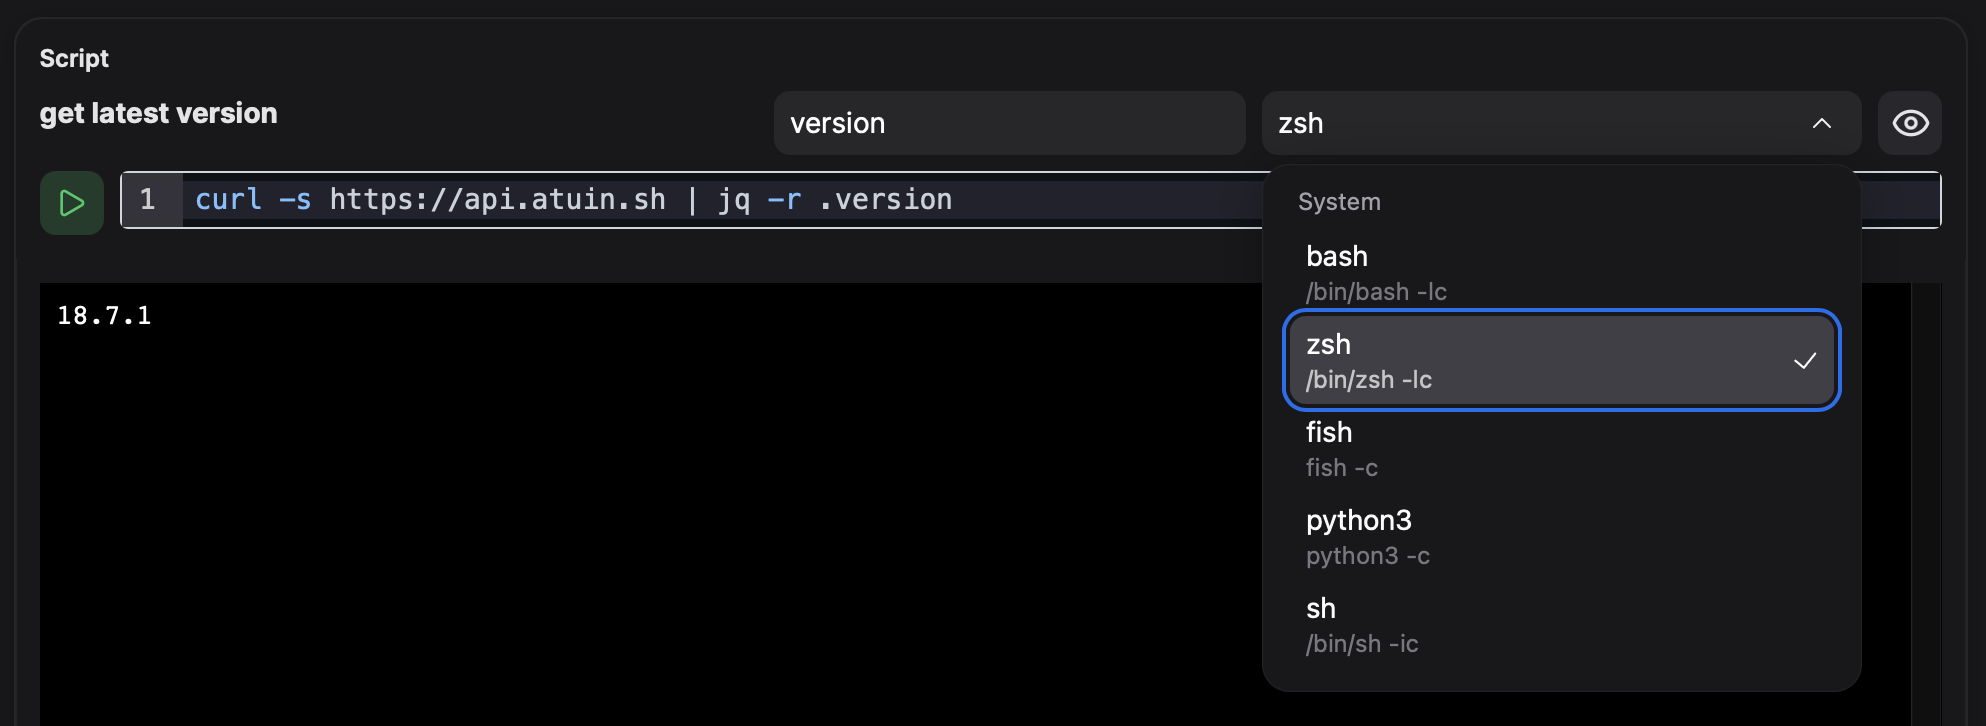 Script
get latest version
version
zsh
1 curl -s https://api.atuin.sh | jq -r .version
18.7.1
System
bash
/bin/bash -lc
zsh
/bin/zsh -lc
fish
fish -c
python3
python3 -c
sh
/bin/sh -ic